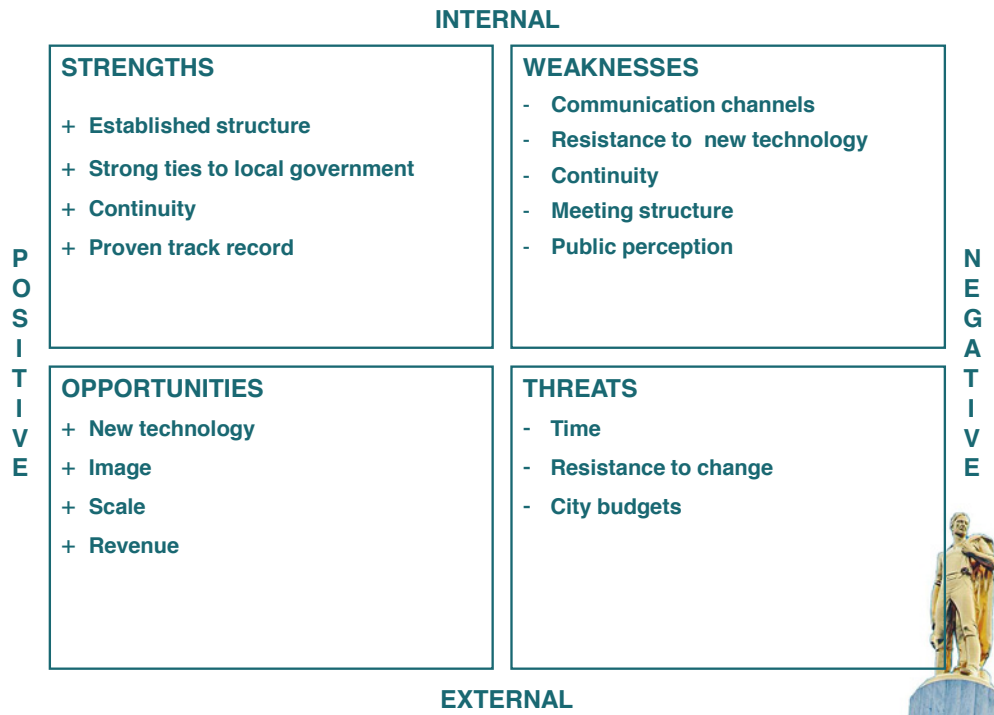 INTERNAL
STRENGTHS
+ Established structure
+ Strong ties to local government
+ Continuity
+ Proven track record
WEAKNESSES
- Communication channels
- Resistance to  new technology
- Continuity
- Meeting structure
- Public perception
POSITIVE
NEGATIVE
OPPORTUNITIES
+ New technology
+ Image
+ Scale
+ Revenue
THREATS
- Time
- Resistance to change
- City budgets
EXTERNAL